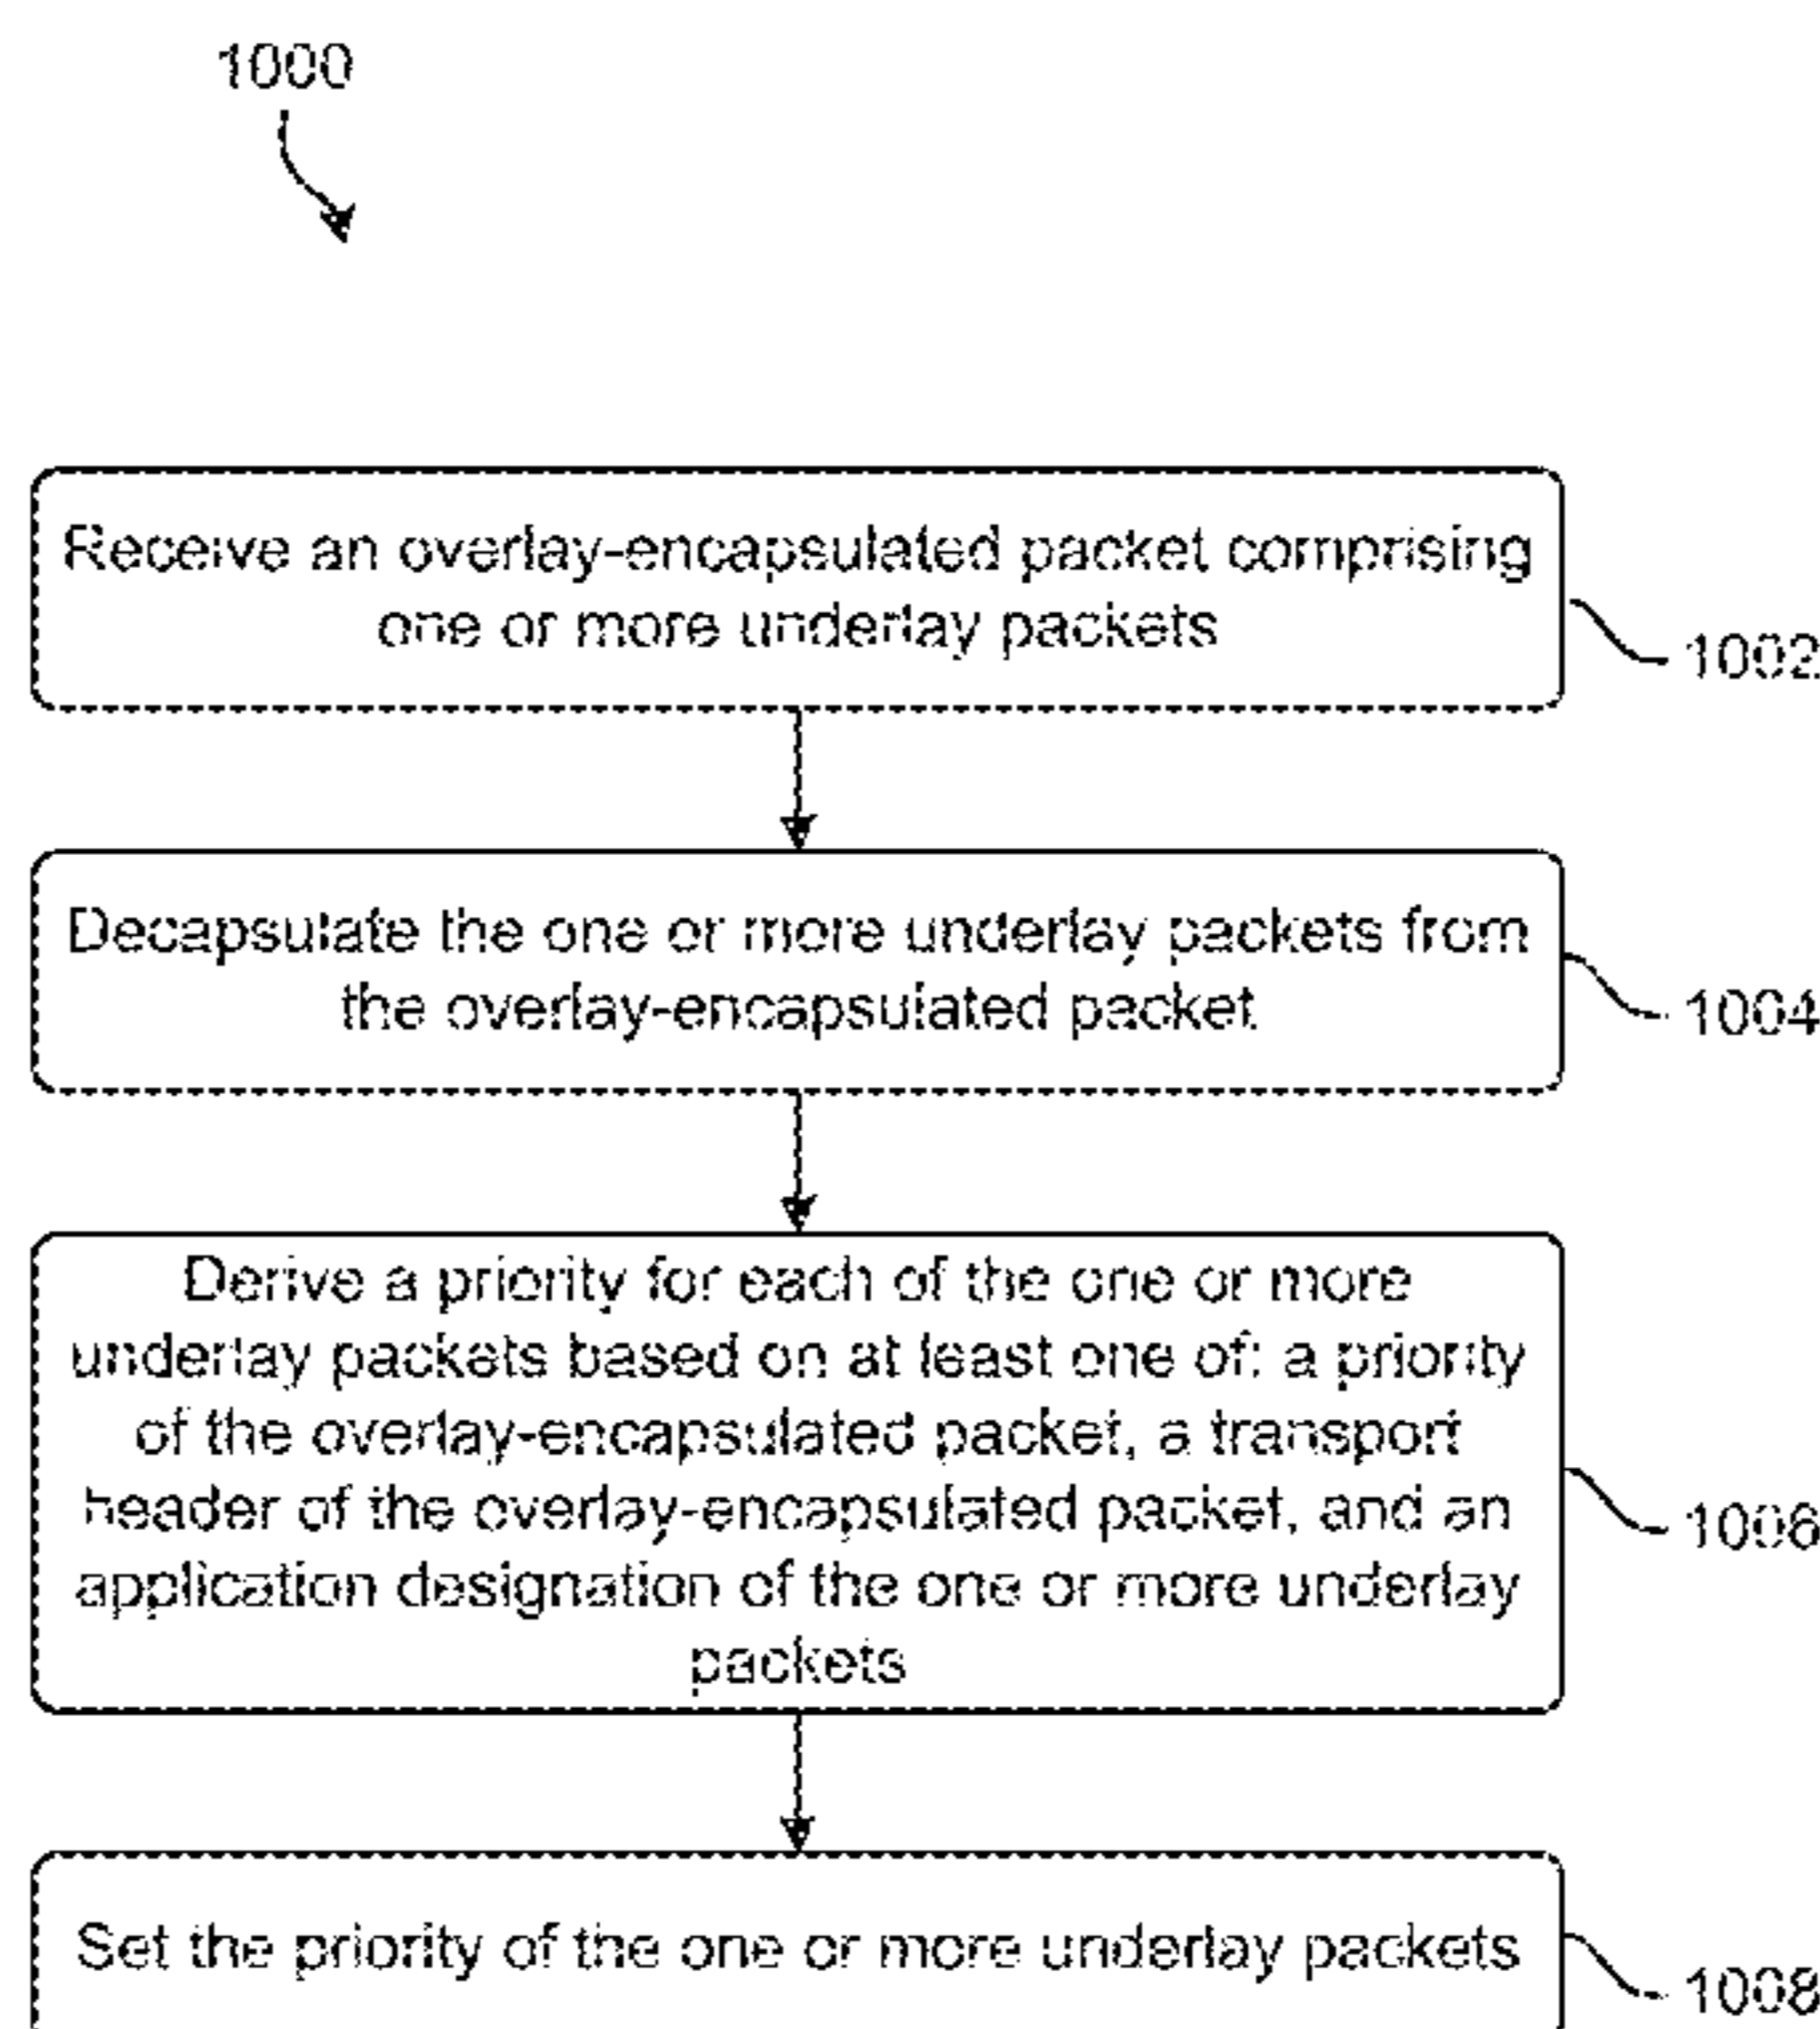 1000
Receive an overlay-encapsulated packet comprising
one or more underlay packets
1002
Decapsulate the one or more underlay packets from
the overlay-encapsulated packet
1004
Derive a priority for each of the one or more
underlay packets based on at least one of: a priority
of the overlay-encapsulated packet, a transport
header of the overlay-encapsulated packet, and an
application designation of the one or more underlay
packets
1006
Set the priority of the one or more underlay packets
1008